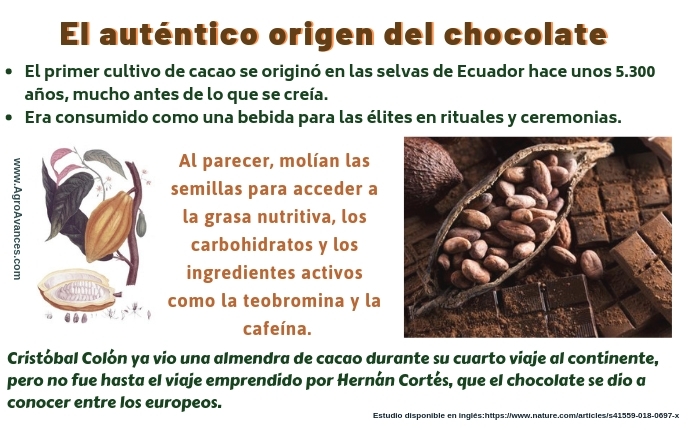 El auténtico origen del chocolate
El primer cultivo de cacao se originó en las selvas de Ecuador hace unos 5.300
años, mucho antes de lo que se creía.
Era consumido como una bebida para las élites en rituales y ceremonias.
www.AgroAvances.com
Al parecer, molían las
semillas para acceder a
la grasa nutritiva, los
carbohidratos y los
ingredientes activos
como la teobromina y la
cafeína.
Cristóbal Colón ya vio una almendra de cacao durante su cuarto viaje al continente,
pero no fue hasta el viaje emprendido por Hernán Cortés, que el chocolate se dio a
conocer entre los europeos.
Estudio disponible en inglés:https://www.nature.com/articles/s41559-018-0697-x